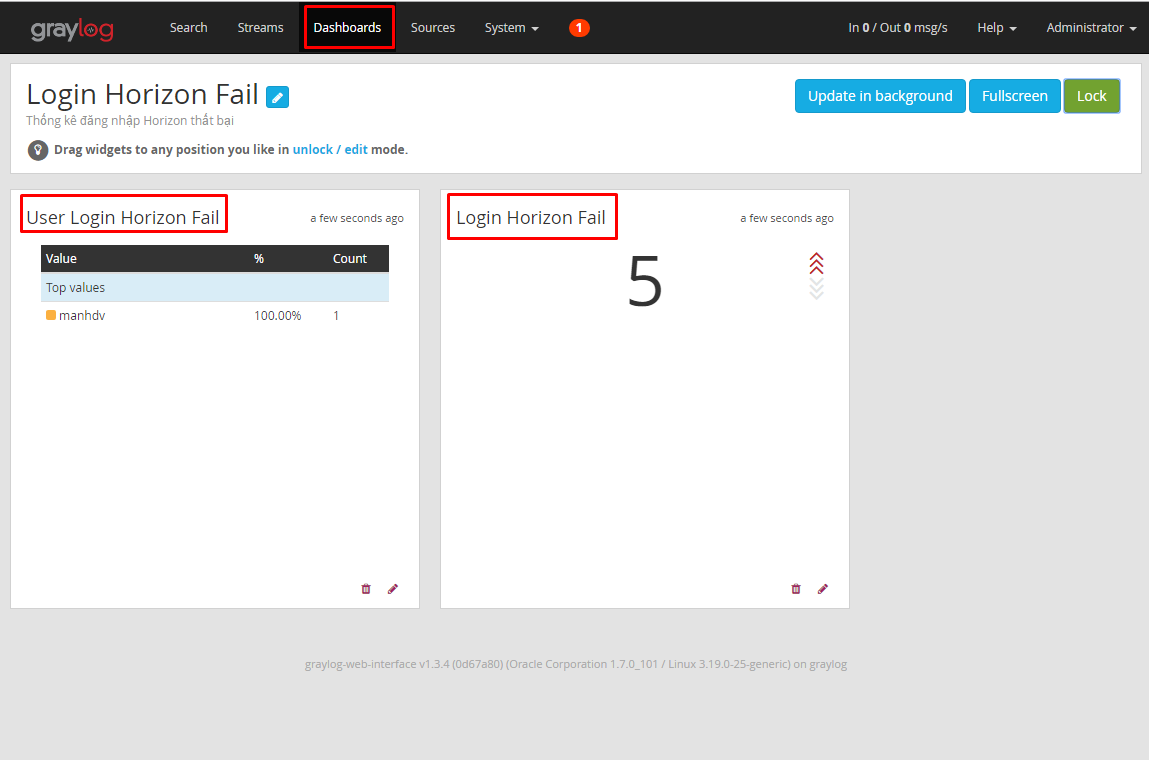 graylog Search Streams Dashboards Sources System 1 In 0 / Out 0 msg/s Help Administrator
Login Horizon Fail Update in background Fullscreen Lock
Thống kê đăng nhập Horizon thất bại
Drag widgets to any position you like in unlock / edit mode.
User Login Horizon Fail a few seconds ago
Value % Count
Top values
manhdv 100.00% 1
Login Horizon Fail a few seconds ago
5
graylog-web-interface v1.3.4 (0d67a80) (Oracle Corporation 1.7.0_101 / Linux 3.19.0-25-generic) on graylog